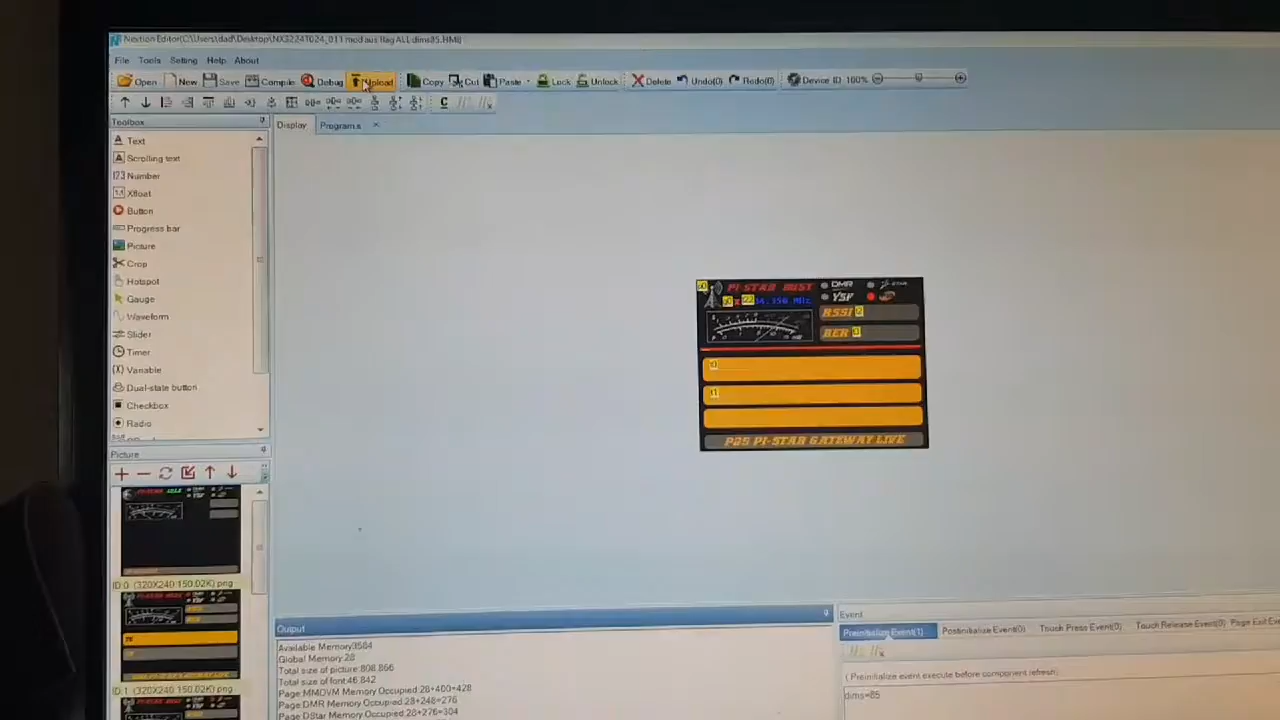 Nextion Editor(C:\Users\dad\Desktop\NX3224T024_011 mod aus flag ALL-dims85.HMI)
File Tools Setting Help About
Open New Save Compile Debug Upload Copy Cut Paste Lock Unlock Delete Undo(0) Redo(0) Device ID 100%
Toolbox
Display Program.s
Text
Scrolling text
123 Number
Xfloat
Button
Progress bar
Picture
Crop
Hotspot
Gauge
Waveform
Slider
Timer
(X) Variable
Dual-state button
Checkbox
Radio
PI-STAR BUSY DMR
YSF
RSSI
BER
P25 PI-STAR GATEWAY LIVE
Picture
ID:0 (320X240 150.02K) png
ID:1 (320X240 150.02K) png
Output
Available Memory:3584
Global Memory:28
Total size of picture:808,866
Total size of font:46,842
Page:MMDVM Memory Occupied:28+400=428
Page:DMR Memory Occupied:28+248=276
Page:DStar Memory Occupied:28+276=304
Event
Preinitialize Event(1) Postinitialize Event(0) Touch Press Event(0) Touch Release Event(0) Page Exit
( Preinitialize event execute before component refresh)
dims=85